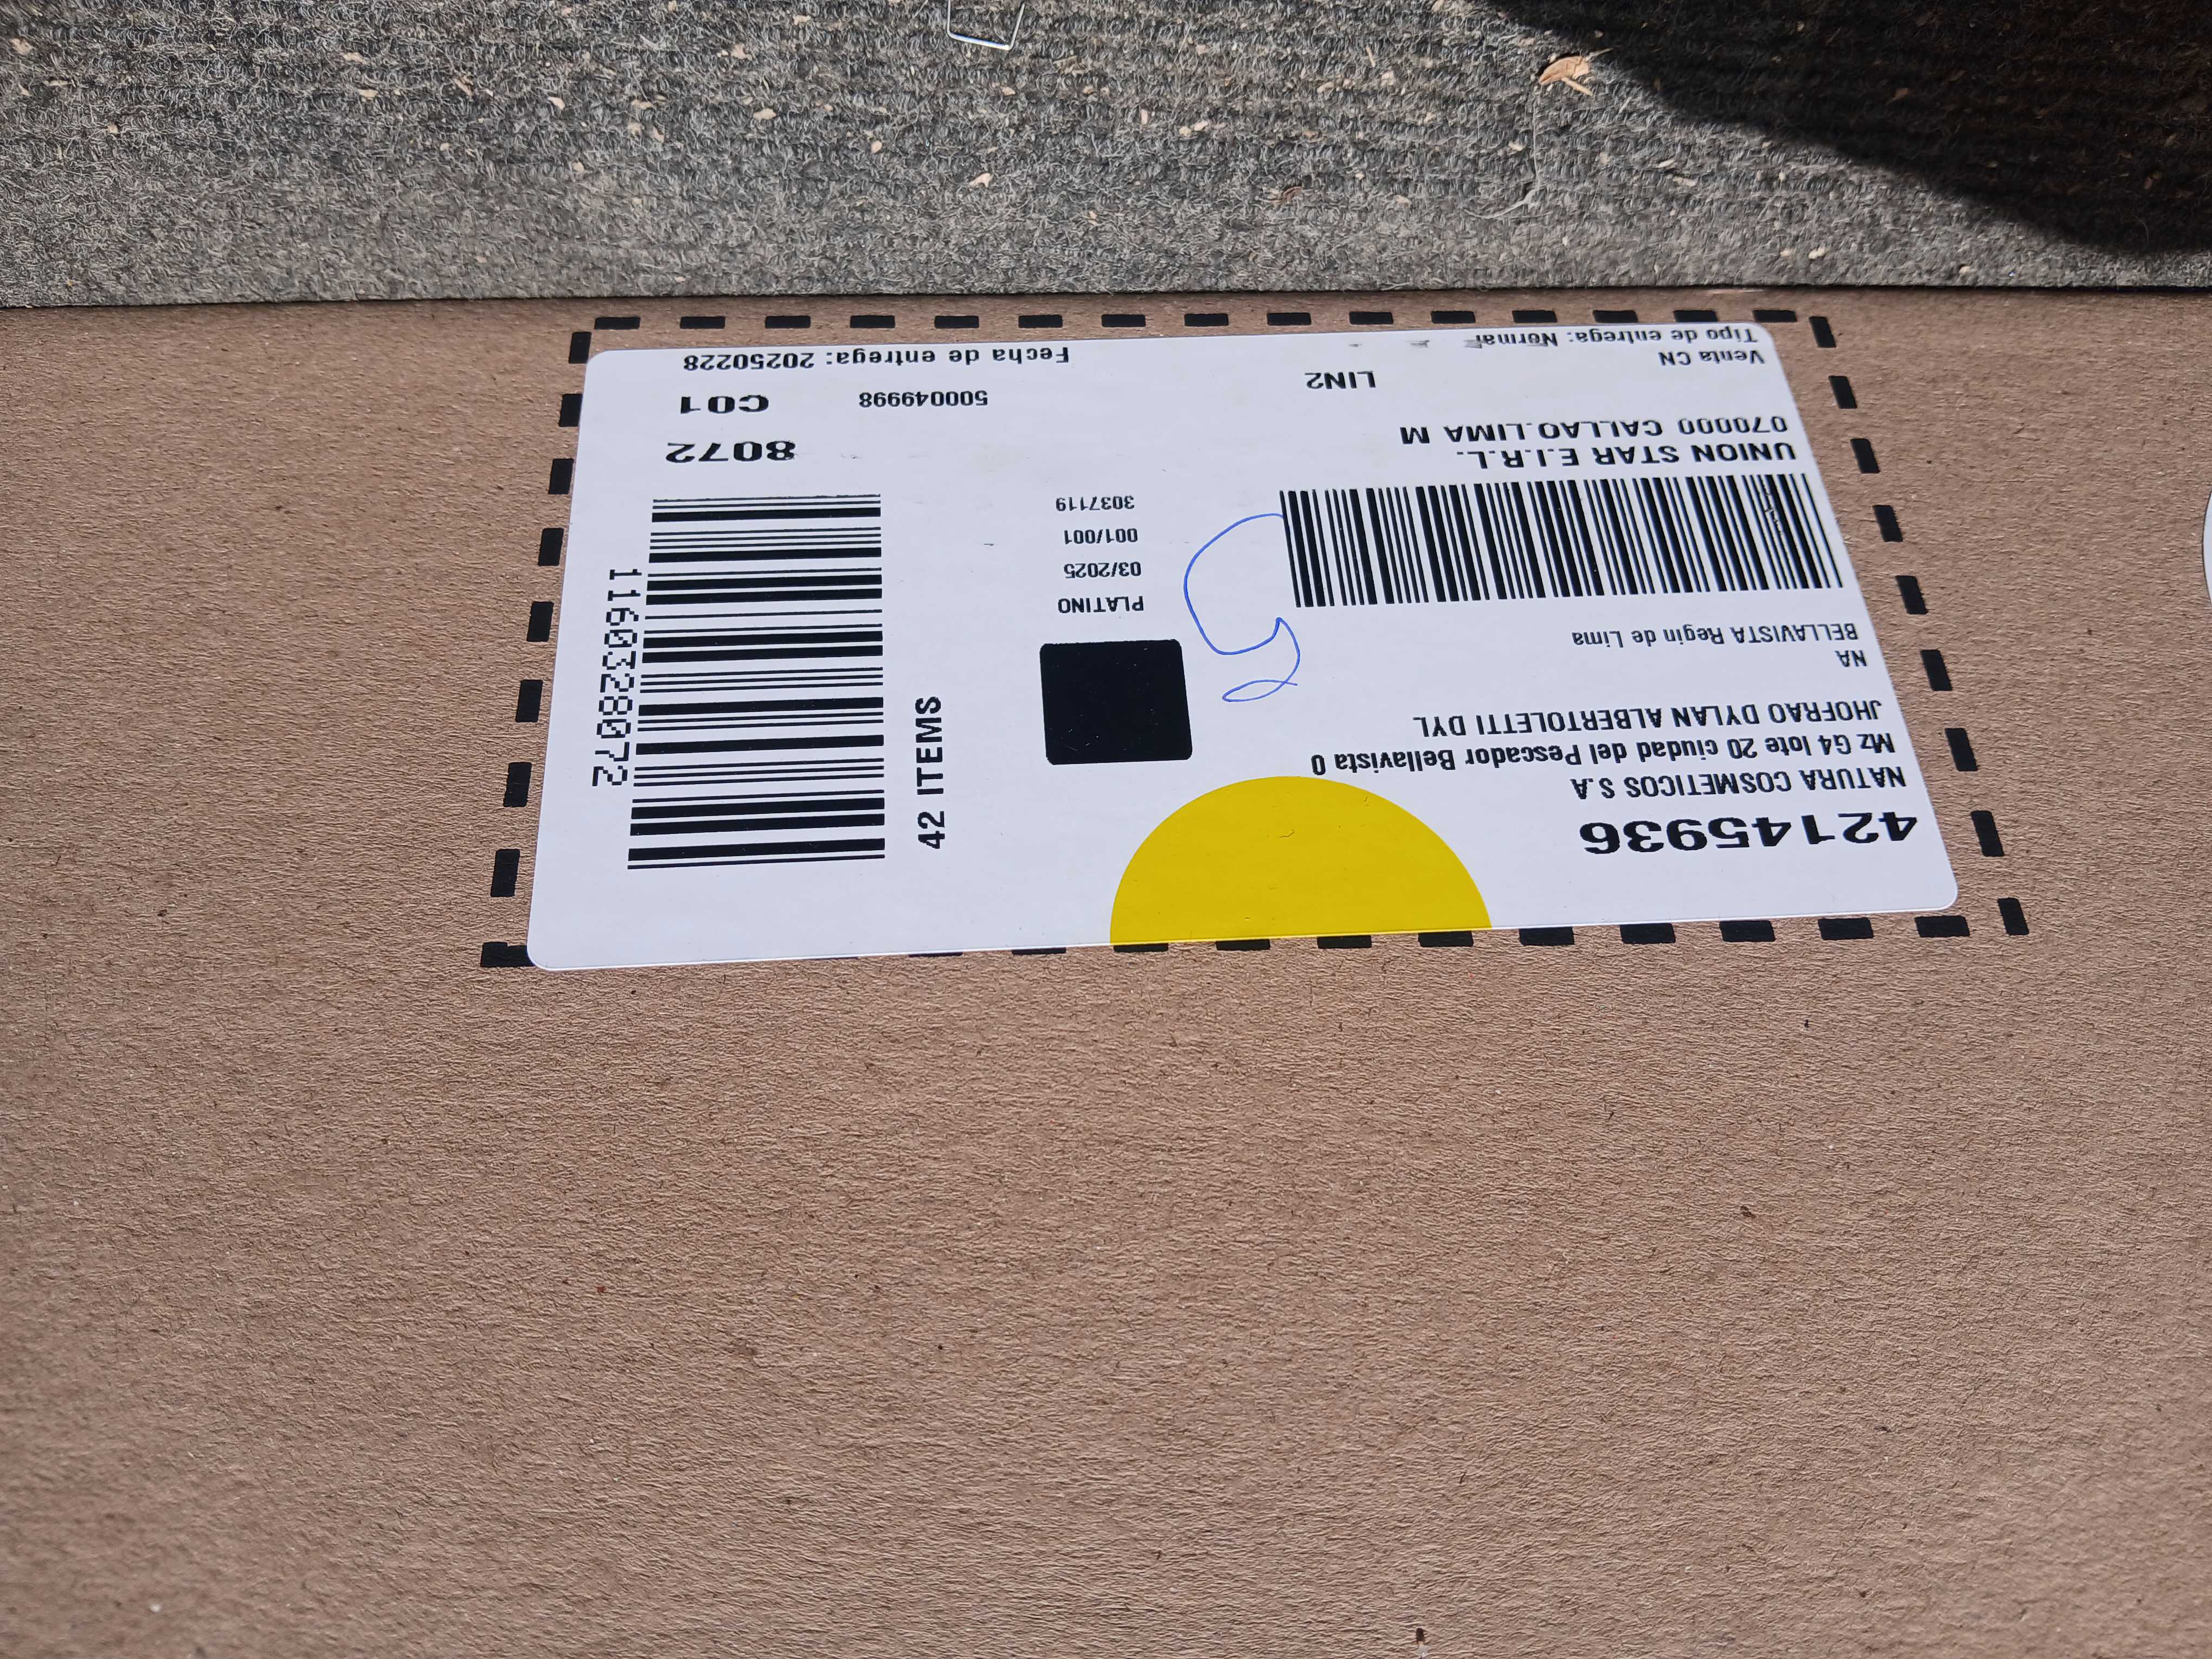 42145936
NATURA COSMETICOS S.A
Mz G4 lote 20 ciudad del Pescador Bellavista 0
JHOFRAO DYLAN ALBERTOLETTI DYL
NA
BELLAVISTA Regin de Lima
UNION STAR E.I.R.L.
070000 CALLAO.LIMA M
LIN2
Venta CN
Tipo de entrega: Normal
PLATINO
03/2025
001/001
3037119
42 ITEMS
1160328072
8072
500049998
C01
Fecha de entrega: 20250228